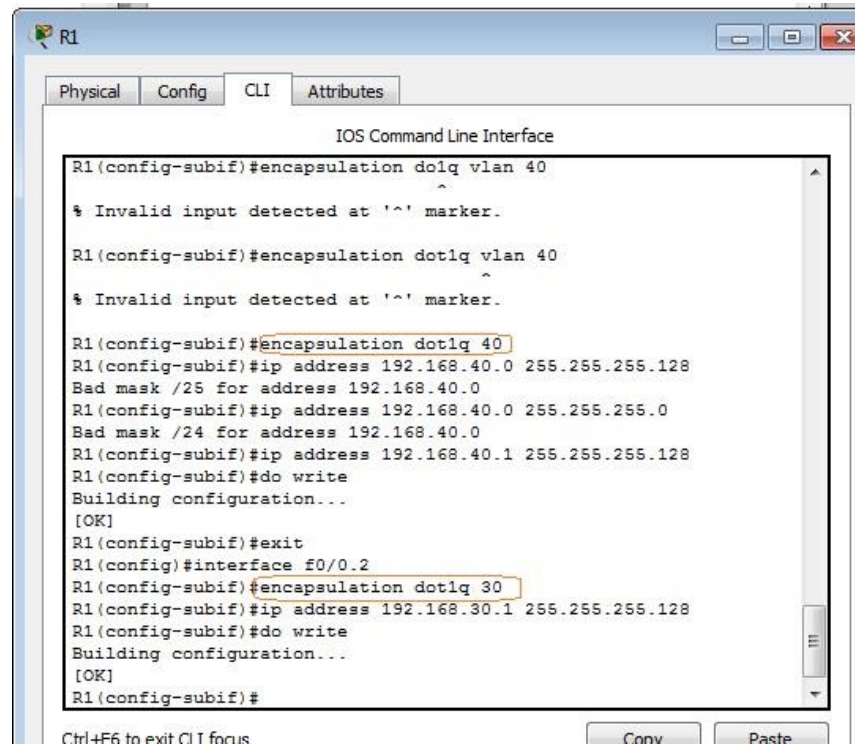 R1
Physical Config CLI Attributes
IOS Command Line Interface
R1(config-subif)#encapsulation do1q vlan 40
^
% Invalid input detected at '^' marker.
R1(config-subif)#encapsulation dot1q vlan 40
^
% Invalid input detected at '^' marker.
R1(config-subif)#encapsulation dot1q 40
R1(config-subif)#ip address 192.168.40.0 255.255.255.128
Bad mask /25 for address 192.168.40.0
R1(config-subif)#ip address 192.168.40.0 255.255.255.0
Bad mask /24 for address 192.168.40.0
R1(config-subif)#ip address 192.168.40.1 255.255.255.128
R1(config-subif)#do write
Building configuration...
[OK]
R1(config-subif)#exit
R1(config)#interface f0/0.2
R1(config-subif)#encapsulation dot1q 30
R1(config-subif)#ip address 192.168.30.1 255.255.255.128
R1(config-subif)#do write
Building configuration...
[OK]
R1(config-subif)#
Ctrl+F6 to exit CLI focus
Copy Paste